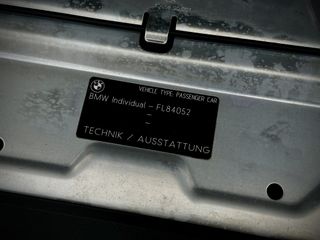 VEHICLE TYPE: PASSENGER CAR
BMW Individual - FL84052
-
-
TECHNIK / AUSSTATTUNG